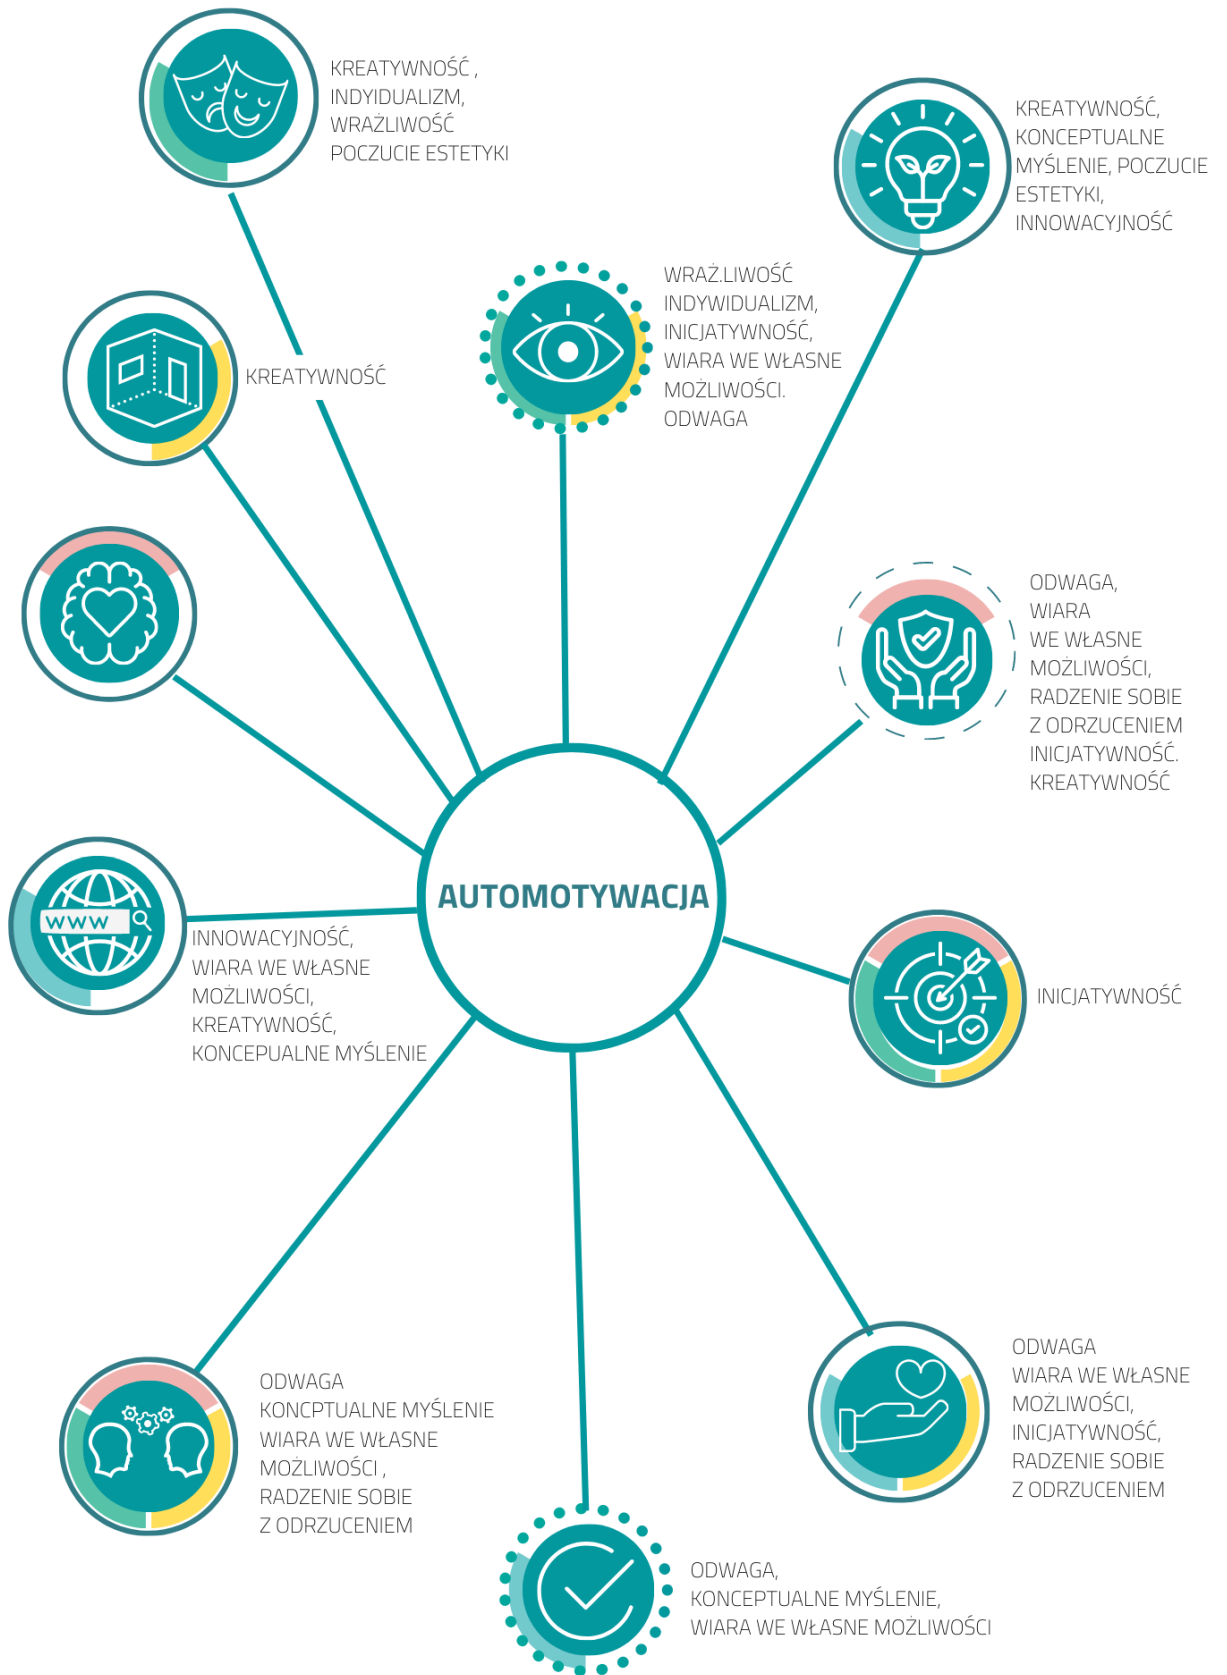 KREATYWNOŚĆ ,
INDYIDUALIZM,
WRAŻLIWOŚĆ
POCZUCIE ESTETYKI
KREATYWNOŚĆ,
KONCEPTUALNE
MYŚLENIE, POCZUCIE
ESTETYKI,
INNOWACYJNOŚĆ
WRAŻ.LIWOŚĆ
INDYWIDUALIZM,
INICJATYWNOŚĆ,
WIARA WE WŁASNE
MOŻLIWOŚCI.
ODWAGA
KREATYWNOŚĆ
ODWAGA,
WIARA
WE WŁASNE
MOŻLIWOŚCI,
RADZENIE SOBIE
Z ODRZUCENIEM
INICJATYWNOŚĆ.
KREATYWNOŚĆ
AUTOMOTYWACJA
WWW
INNOWACYJNOŚĆ,
WIARA WE WŁASNE
MOŻLIWOŚCI,
KREATYWNOŚĆ,
KONCEPUALNE MYŚLENIE
INICJATYWNOŚĆ
ODWAGA
WIARA WE WŁASNE
MOŻLIWOŚCI,
INICJATYWNOŚĆ,
RADZENIE SOBIE
Z ODRZUCENIEM
ODWAGA
KONCPTUALNE MYŚLENIE
WIARA WE WŁASNE
MOŻLIWOŚCI ,
RADZENIE SOBIE
Z ODRZUCENIEM
ODWAGA,
KONCEPTUALNE MYŚLENIE,
WIARA WE WŁASNE MOŻLIWOŚCI